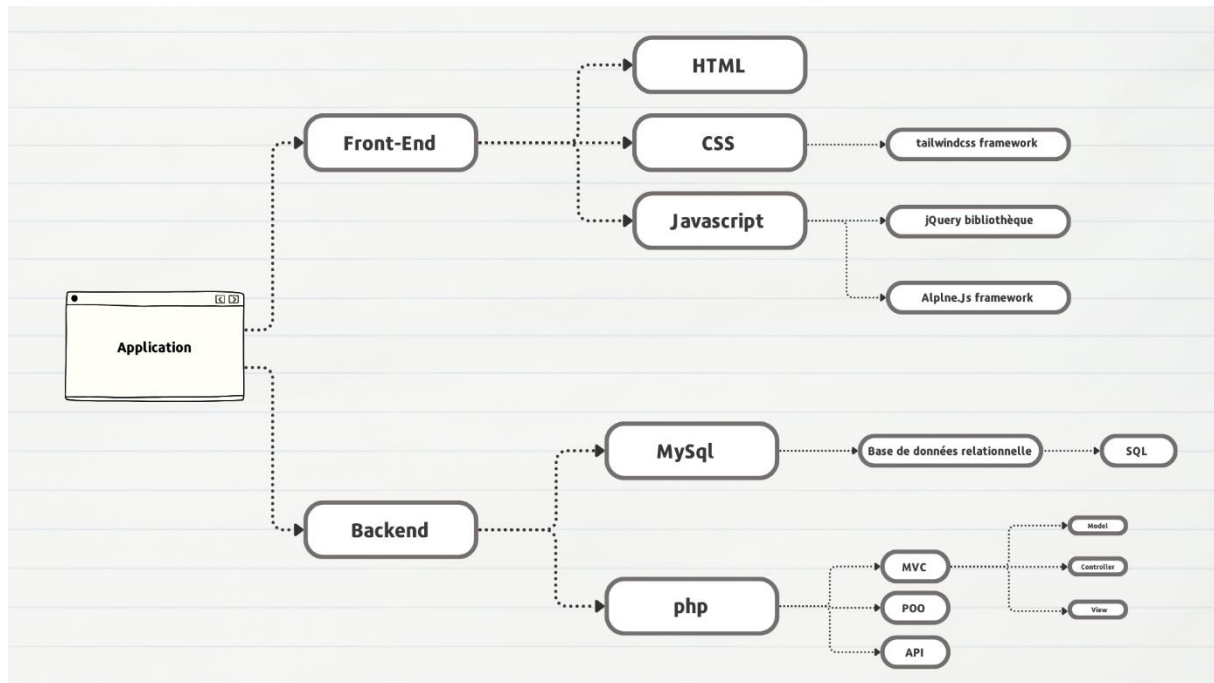 HTML
Front-End
CSS
tailwindcss framework
Javascript
jQuery bibliothèque
Alplne.Js framework
Application
MySql
Base de données relationnelle
SQL
Backend
Model
MVC
Controller
php
POO
View
API